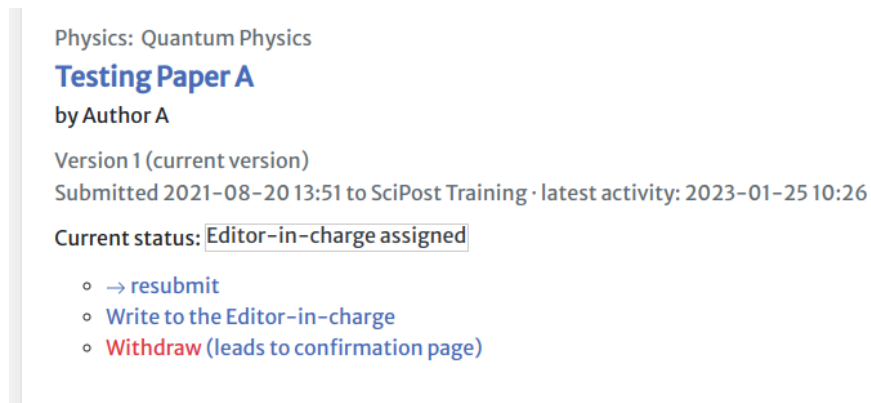 Physics: Quantum Physics
Testing Paper A
by Author A
Version 1 (current version)
Submitted 2021-08-20 13:51 to SciPost Training · latest activity: 2023-01-25 10:26
Current status: Editor-in-charge assigned
→ resubmit
Write to the Editor-in-charge
Withdraw (leads to confirmation page)